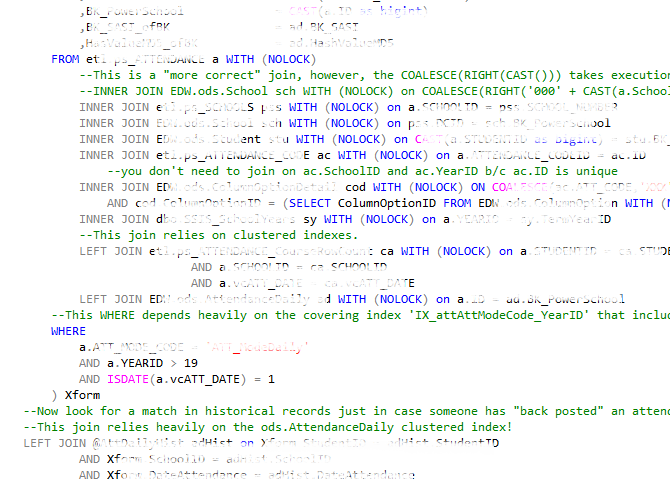 ,BK_PowerSchool = CAST(a.ID as bigint)
,BK_SASI_ofBK = ad.BK_SASI
,HashValueMD5_ofBK = ad.HashValueMD5
FROM etl.ps_ATTENDANCE a WITH (NOLOCK)
--This is a "more correct" join, however, the COALESCE(RIGHT(CAST())) takes execution
--INNER JOIN EDW.ods.School sch WITH (NOLOCK) on COALESCE(RIGHT('000' + CAST(a.School
INNER JOIN etl.ps_SCHOOLS pss WITH (NOLOCK) on a.SCHOOLID = pss.SCHOOL_NUMBER
INNER JOIN EDW.ods.School sch WITH (NOLOCK) on pss.DCID = sch.BK_PowerSchool
INNER JOIN EDW.ods.Student stu WITH (NOLOCK) on CAST(a.STUDENTID as bigint) = stu.BK_
INNER JOIN etl.ps_ATTENDANCE_CODE ac WITH (NOLOCK) on a.ATTENDANCE_CODEID = ac.ID
--you don't need to join on ac.SchoolID and ac.YearID b/c ac.ID is unique
INNER JOIN EDW.ods.ColumnOptionDetail cod WITH (NOLOCK) ON COALESCE(ac.ATT_CODE,
AND cod.ColumnOptionID = (SELECT ColumnOptionID FROM EDW.ods.ColumnOption WITH (N
INNER JOIN dbo.SSIS_SchoolYears sy WITH (NOLOCK) on a.YEARID = sy.TermYearID
--This join relies on clustered indexes.
LEFT JOIN etl.ps_ATTENDANCE_CourseRowCount ca WITH (NOLOCK) on a.STUDENTID = ca.STUDE
AND a.SCHOOLID = ca.SCHOOLID
AND a.vcATT_DATE = ca.vcATT_DATE
LEFT JOIN EDW.ods.AttendanceDaily ad WITH (NOLOCK) on a.ID = ad.BK_PowerSchool
--This WHERE depends heavily on the covering index 'IX_attAttModeCode_YearID' that inclu
WHERE
a.ATT_MODE_CODE = 'ATT_ModeDaily'
AND a.YEARID > 19
AND ISDATE(a.vcATT_DATE) = 1
) Xform
--Now look for a match in historical records just in case someone has "back posted" an attend
--This join relies heavily on the ods.AttendanceDaily clustered index!
LEFT JOIN @AttDailyHist adHist on Xform.StudentID = adHist.StudentID
AND Xform.SchoolID = adHist.SchoolID
AND Xform.DateAttendance = adHist.DateAttendance